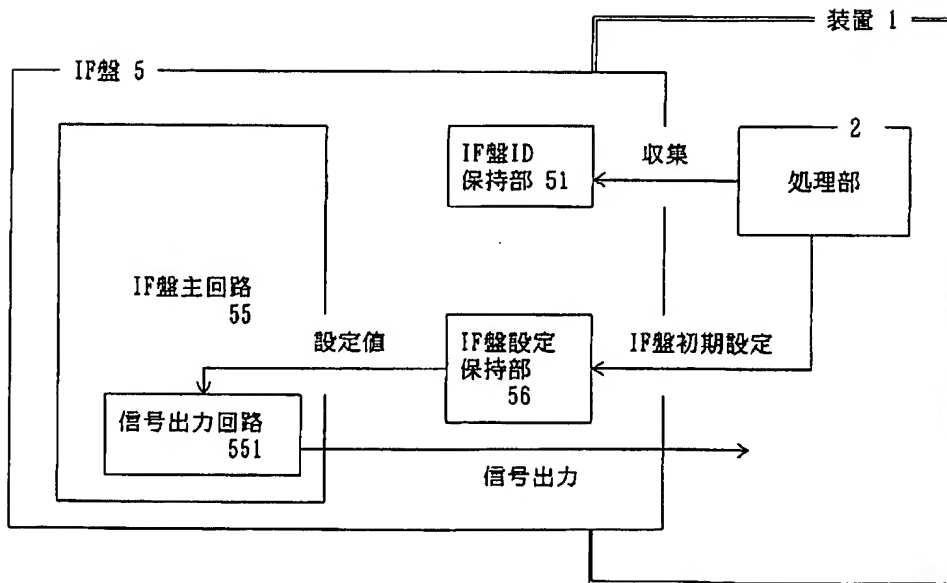 装置 1
IF盤 5
IF盤ID
保持部 51
収集
2
処理部
IF盤主回路
55
設定値
IF盤設定
保持部
56
IF盤初期設定
信号出力回路
551
信号出力